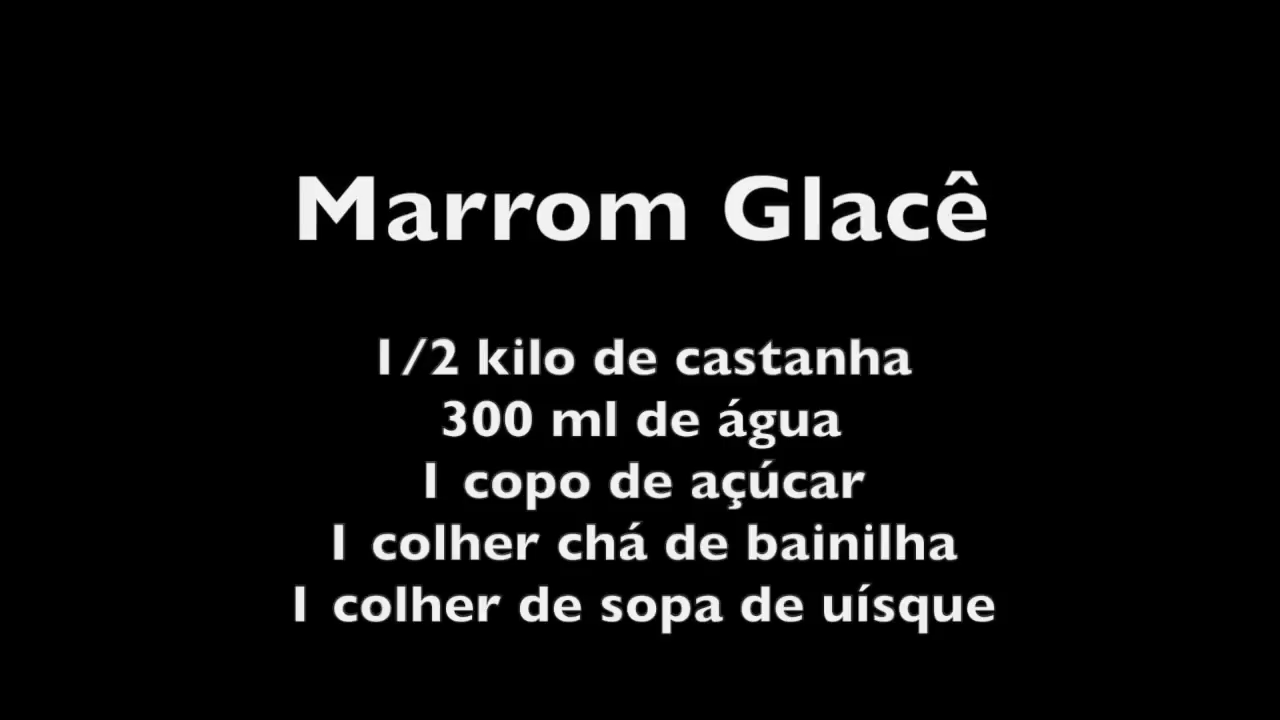 Marrom Glacê
1/2 kilo de castanha
300 ml de água
1 copo de açúcar
1 colher chá de bainilha
1 colher de sopa de uísque